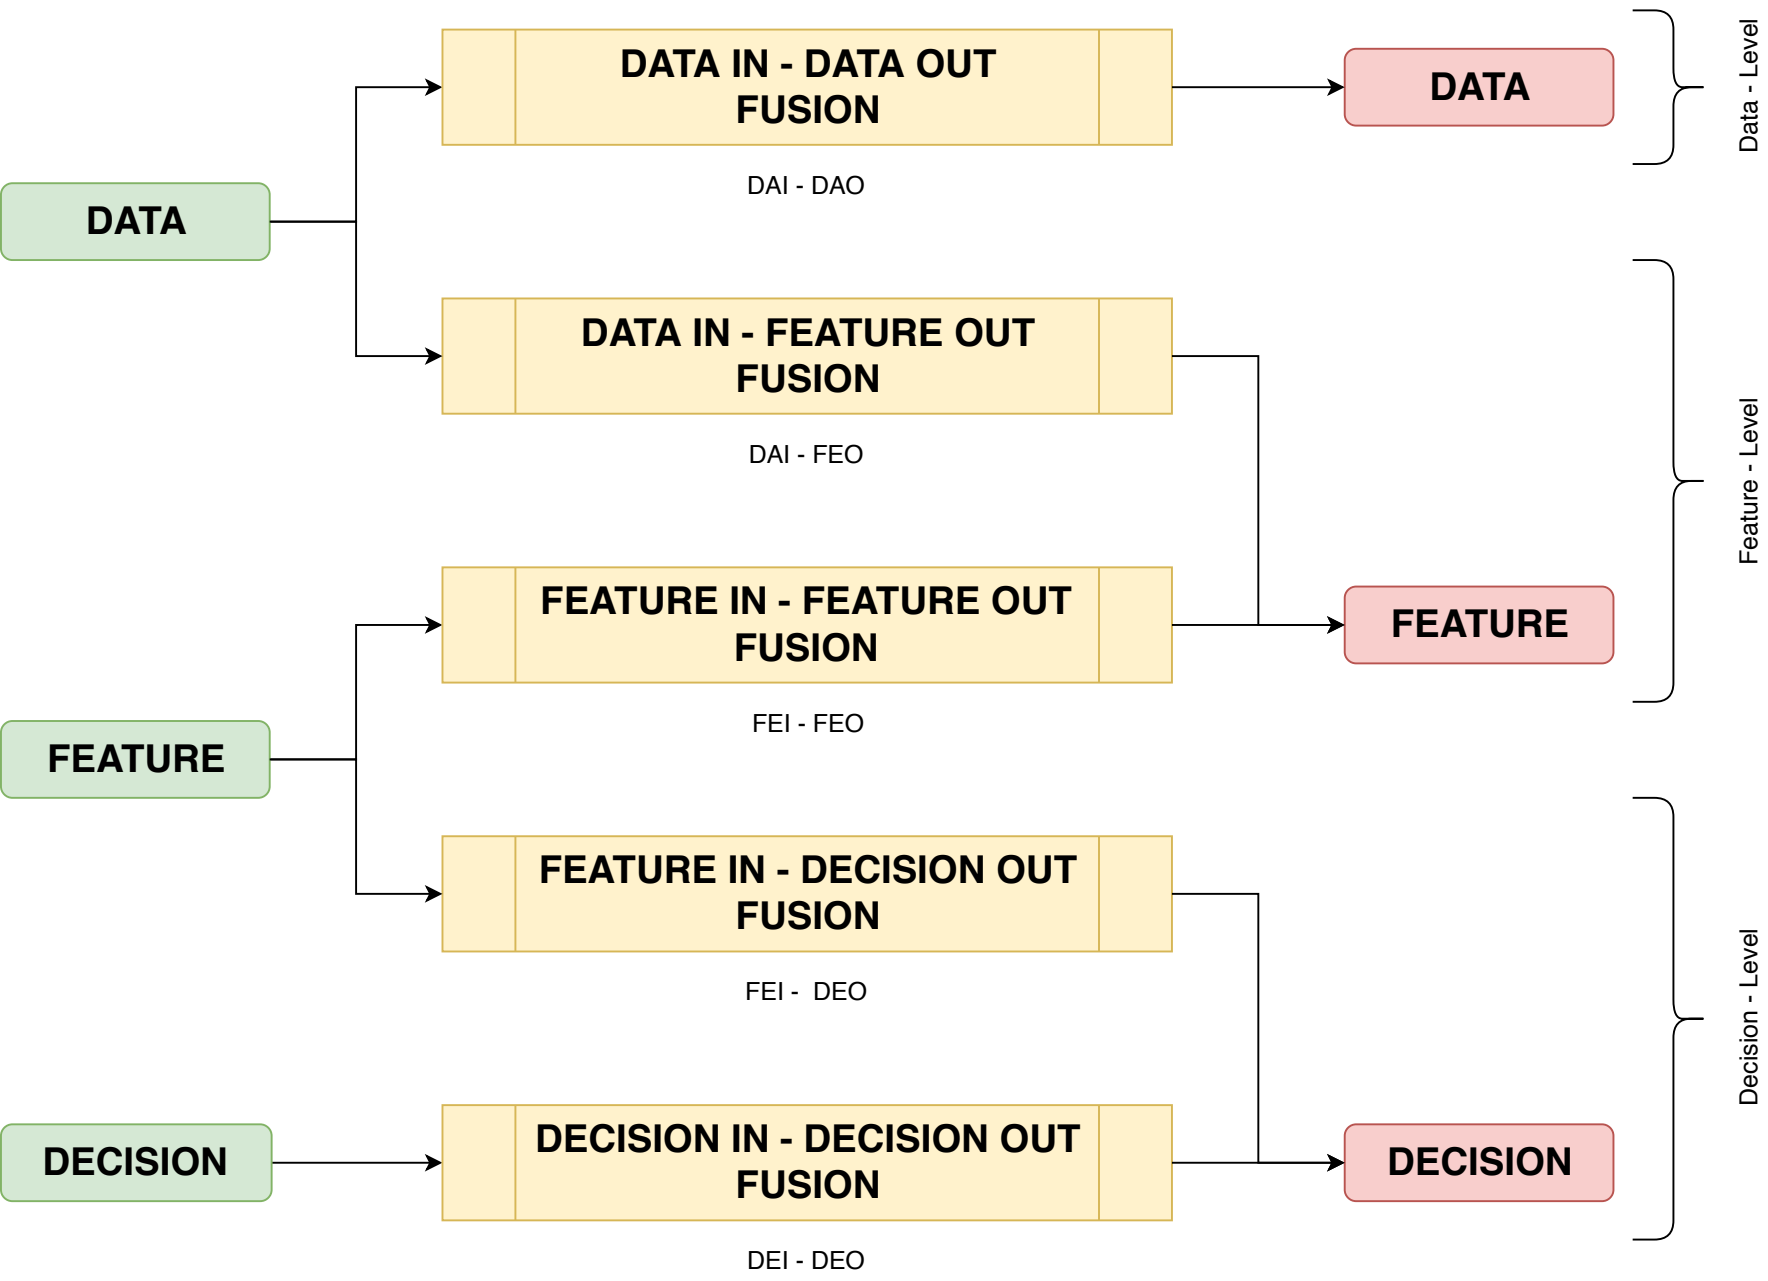 DATA IN - DATA OUT
FUSION
DATA
Data - Level
DAI - DAO
DATA
DATA IN - FEATURE OUT
FUSION
DAI - FEO
Feature - Level
FEATURE IN - FEATURE OUT
FUSION
FEATURE
FEI - FEO
FEATURE
FEATURE IN - DECISION OUT
FUSION
FEI -  DEO
Decision - Level
DECISION
DECISION IN - DECISION OUT
FUSION
DECISION
DEI - DEO